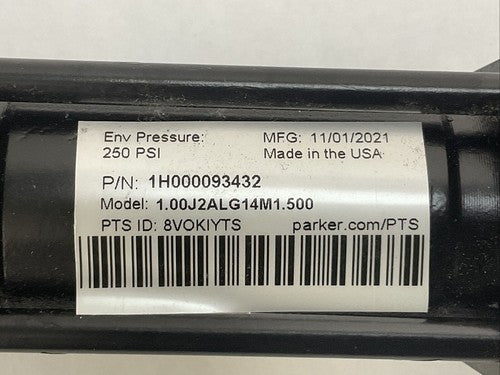 Env Pressure: MFG: 11/01/2021
250 PSI Made in the USA
P/N: 1H000093432
Model: 1.00J2ALG14M1.500
PTS ID: 8VOKIYTS parker.com/PTS